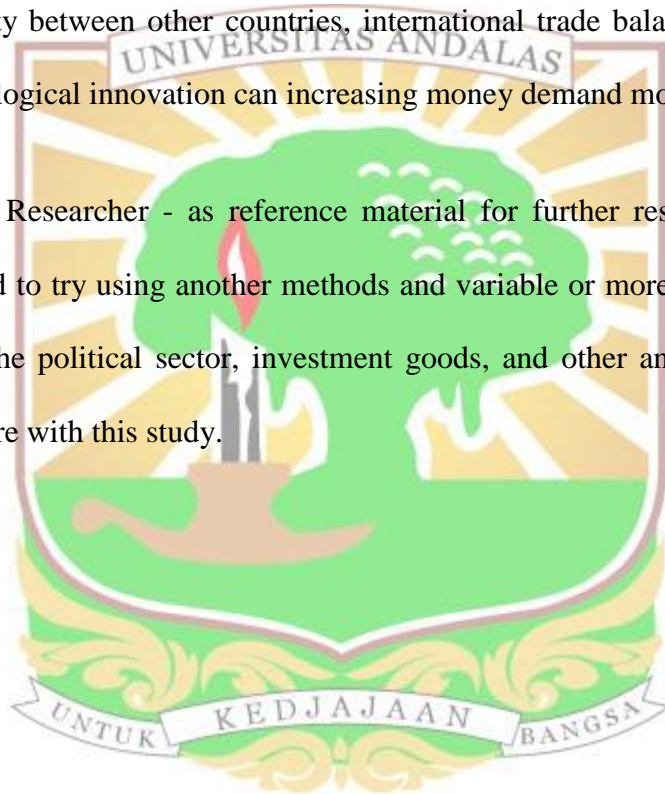 ty between other countries, international trade bala
UNIVERSITAS ANDALAS
logical innovation can increasing money demand mo
Researcher - as reference material for further res
d to try using another methods and variable or more
he political sector, investment goods, and other an
re with this study.
UNTUK KEDJAJAAN BANGSA